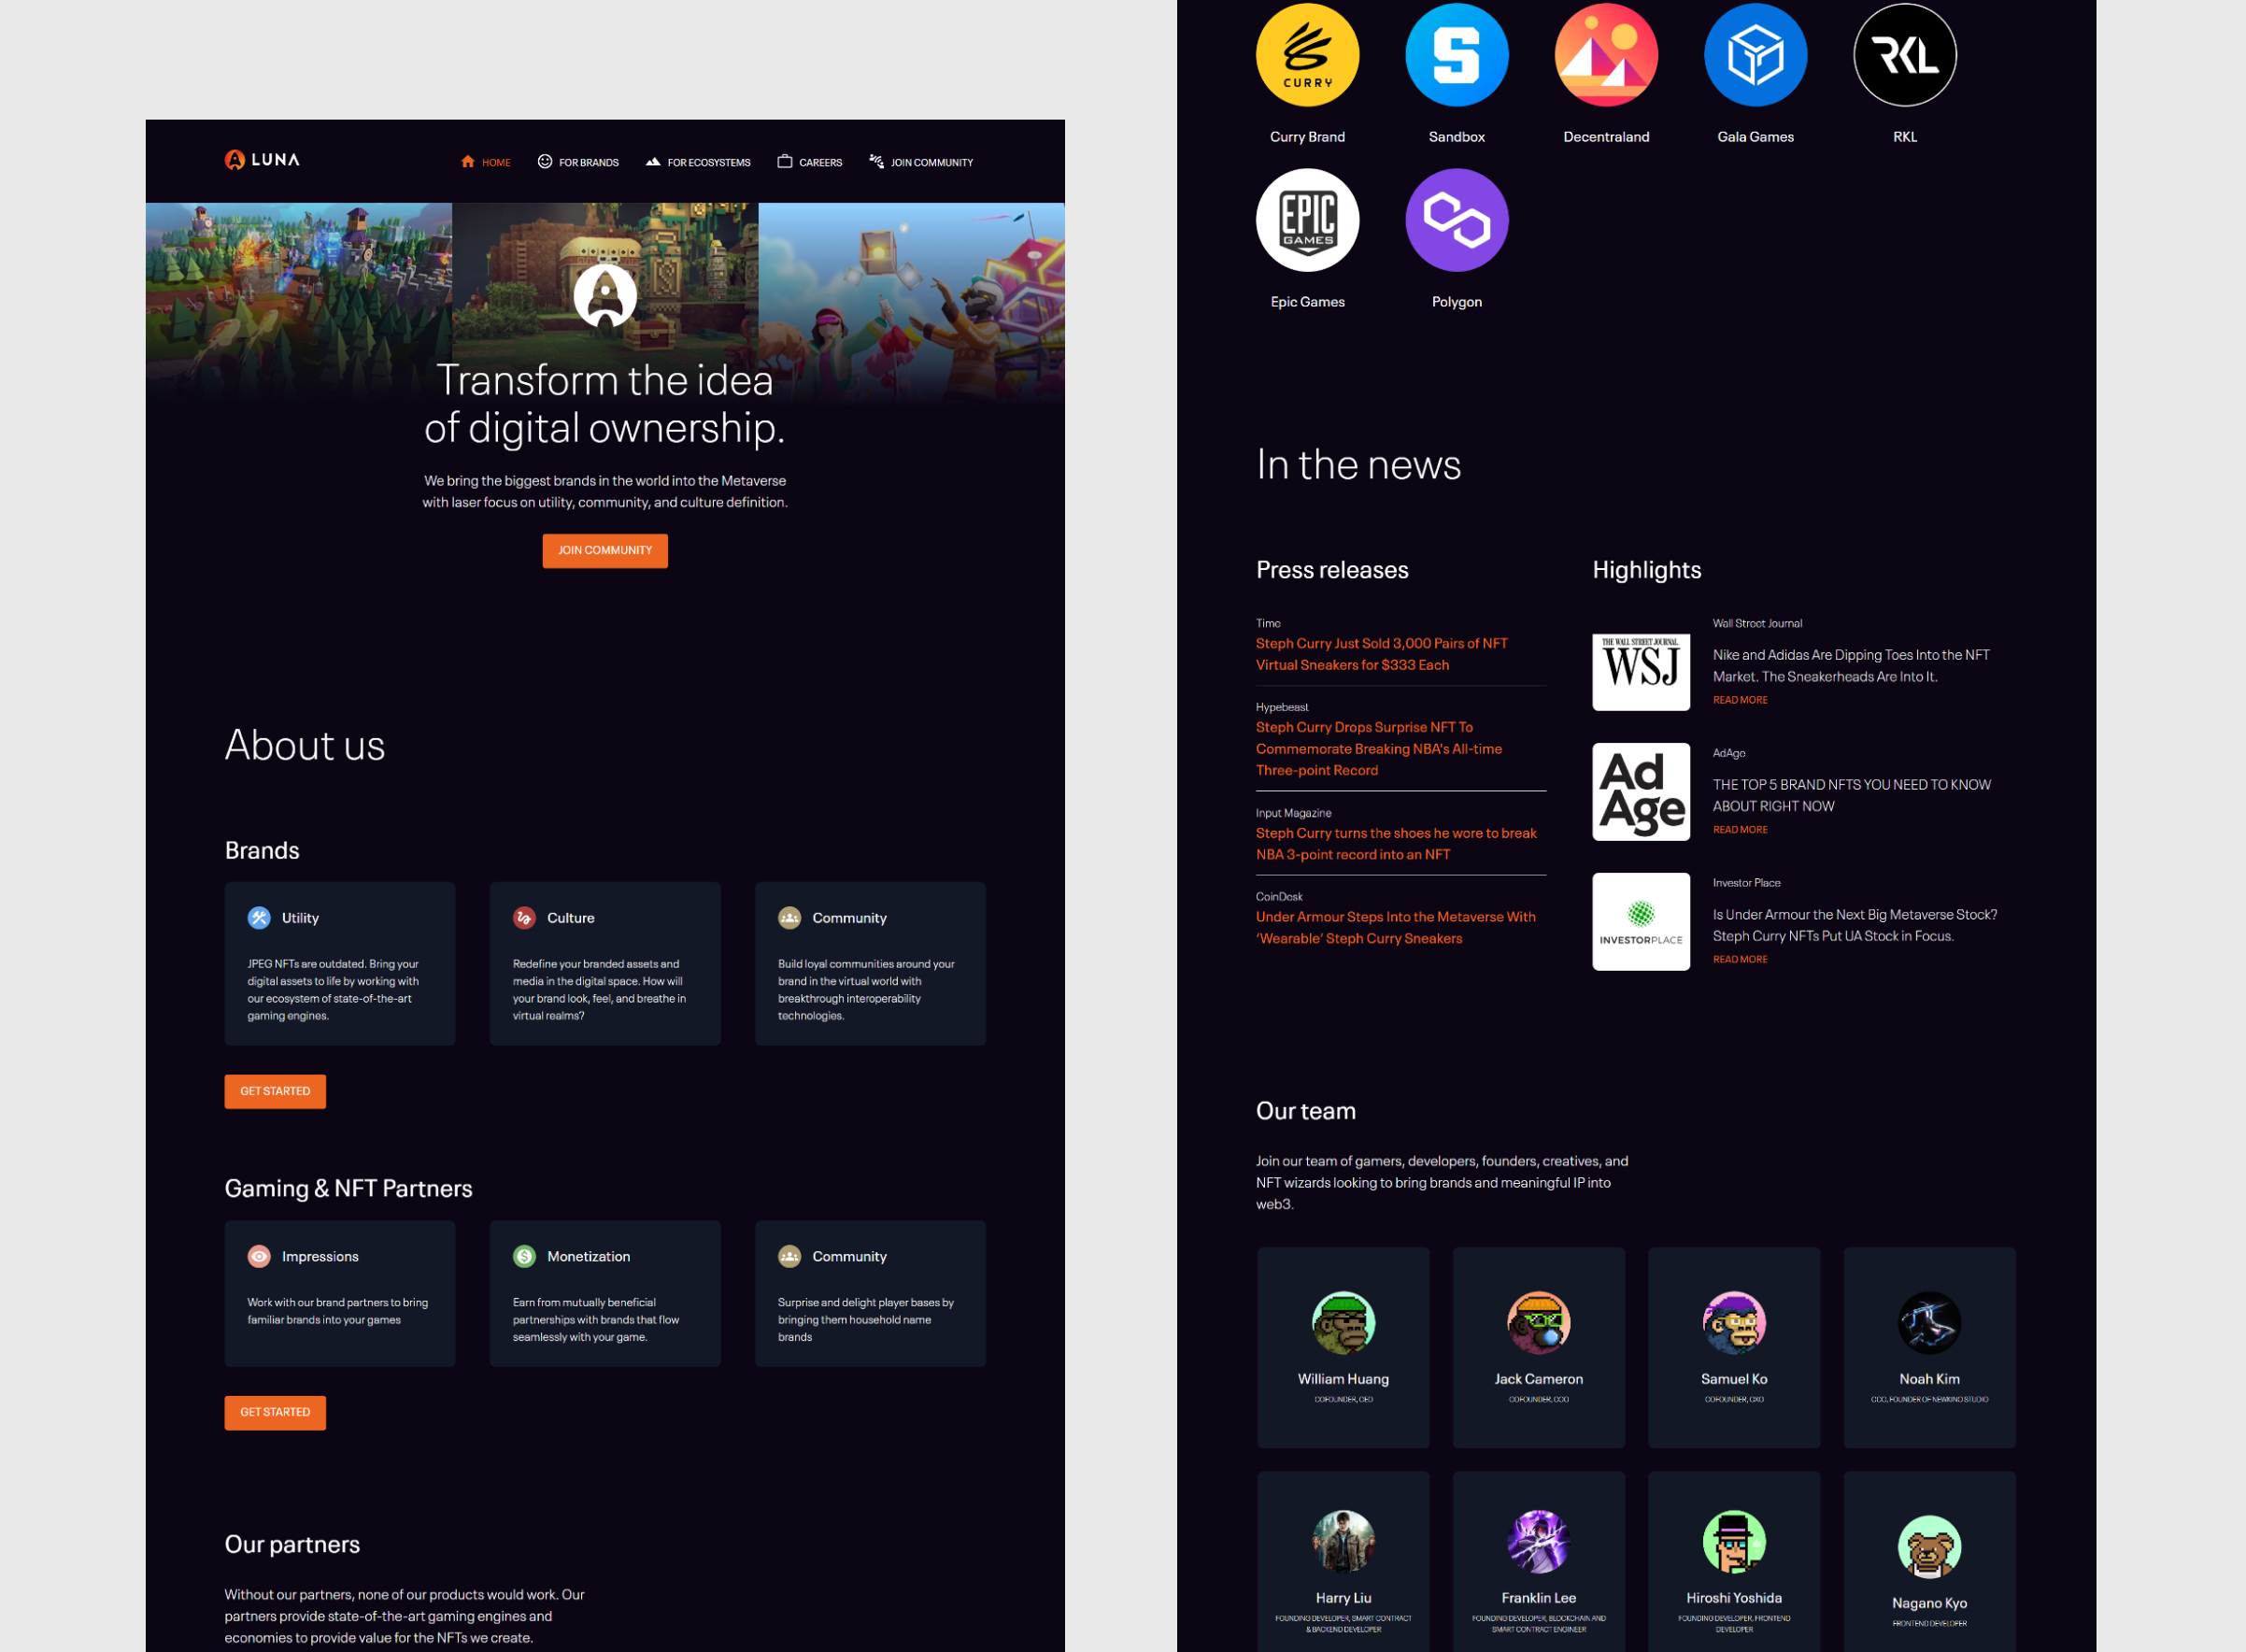 LUNA
HOME
FOR BRANDS
FOR ECOSYSTEMS
CAREERS
JOIN COMMUNITY
Transform the idea
of digital ownership.
We bring the biggest brands in the world into the Metaverse
with laser focus on utility, community, and culture definition.
JOIN COMMUNITY
About us
Brands
Utility
JPEG NFTs are outdated. Bring your
digital assets to life by working with
our ecosystem of state-of-the-art
gaming engines.
Culture
Redefine your branded assets and
media in the digital space. How will
your brand look, feel, and breathe in
virtual realms?
Community
Build loyal communities around your
brand in the virtual world with
breakthrough interoperability
technologies.
GET STARTED
Gaming & NFT Partners
Impressions
Work with our brand partners to bring
familiar brands into your games
Monetization
Earn from mutually beneficial
partnerships with brands that flow
seamlessly with your game.
Community
Surprise and delight player bases by
bringing them household name
brands
GET STARTED
Our partners
Without our partners, none of our products would work. Our
partners provide state-of-the-art gaming engines and
economies to provide value for the NFTs we create.
CURRY
S
RKL
Curry Brand
Sandbox
Decentraland
Gala Games
RKL
EPIC
GAMES
Epic Games
Polygon
In the news
Press releases
Time
Steph Curry Just Sold 3,000 Pairs of NFT
Virtual Sneakers for $333 Each
Hypebeast
Steph Curry Drops Surprise NFT To
Commemorate Breaking NBA's All-time
Three-point Record
Input Magazine
Steph Curry turns the shoes he wore to break
NBA 3-point record into an NFT
CoinDesk
Under Armour Steps Into the Metaverse With
‘Wearable’ Steph Curry Sneakers
Highlights
THE WALL STREET JOURNAL
WSJ
Wall Street Journal
Nike and Adidas Are Dipping Toes Into the NFT
Market. The Sneakerheads Are Into It.
READ MORE
Ad
Age
AdAge
THE TOP 5 BRAND NFTS YOU NEED TO KNOW
ABOUT RIGHT NOW
READ MORE
INVESTORPLACE
Investor Place
Is Under Armour the Next Big Metaverse Stock?
Steph Curry NFTs Put UA Stock in Focus.
READ MORE
Our team
Join our team of gamers, developers, founders, creatives, and
NFT wizards looking to bring brands and meaningful IP into
web3.
William Huang
COFOUNDER, CEO
Jack Cameron
COFOUNDER, COO
Samuel Ko
COFOUNDER, CXO
Noah Kim
CCO, FOUNDER OF NEWKINO STUDIO
Harry Liu
FOUNDING DEVELOPER, SMART CONTRACT
& BACKEND DEVELOPER
Franklin Lee
FOUNDING DEVELOPER, BLOCKCHAIN AND
SMART CONTRACT ENGINEER
Hiroshi Yoshida
FOUNDING DEVELOPER, FRONTEND
DEVELOPER
Nagano Kyo
FRONTEND DEVELOPER